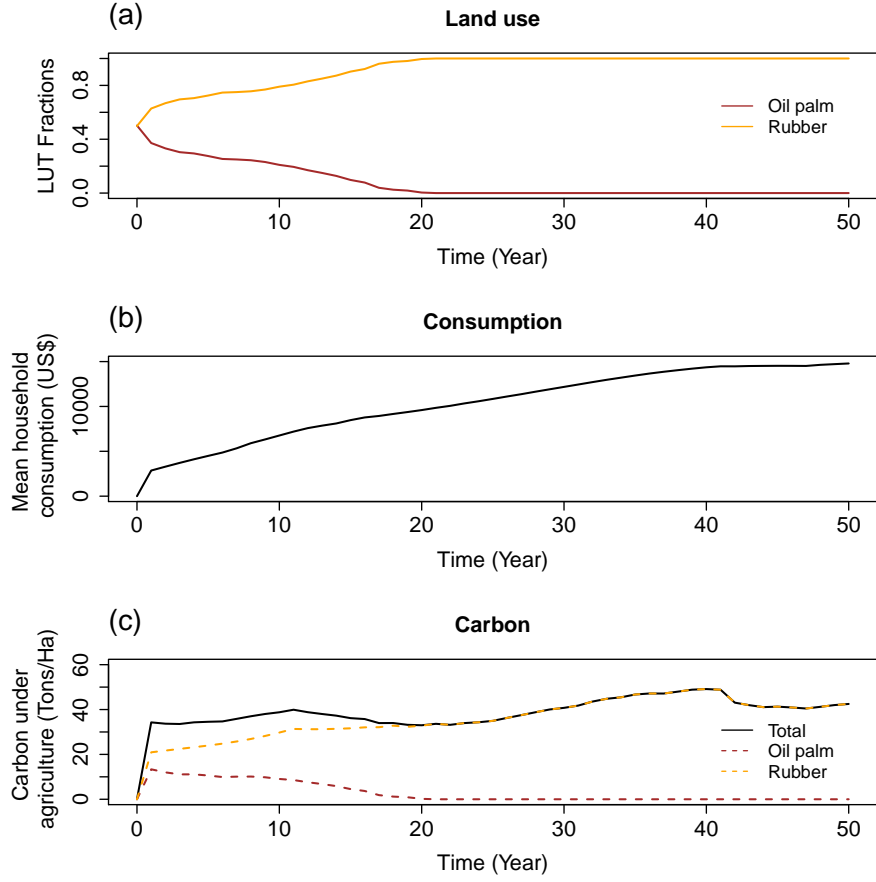 (a)
Land use
LUT Fractions
0.0 0.4 0.8
Oil palm
Rubber
0 10 20 30 40 50
Time (Year)
(b)
Consumption
Mean household
consumption (US$)
0 10000
0 10 20 30 40 50
Time (Year)
(c)
Carbon
Carbon under
agriculture (Tons/Ha)
0 20 40 60
Total
Oil palm
Rubber
0 10 20 30 40 50
Time (Year)